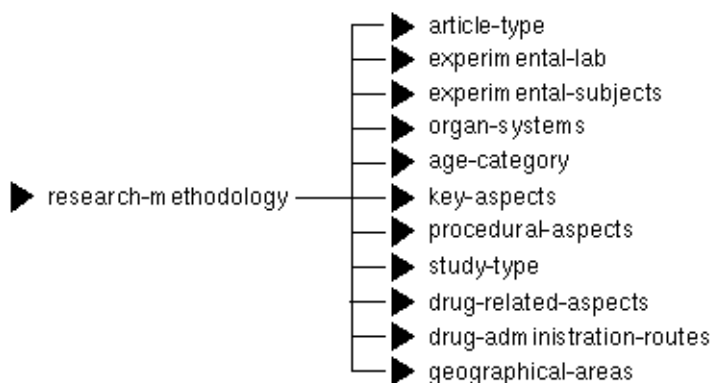 article-type
experimental-lab
experimental-subjects
organ-systems
age-category
research-methodology
key-aspects
procedural-aspects
study-type
drug-related-aspects
drug-administration-routes
geographical-areas